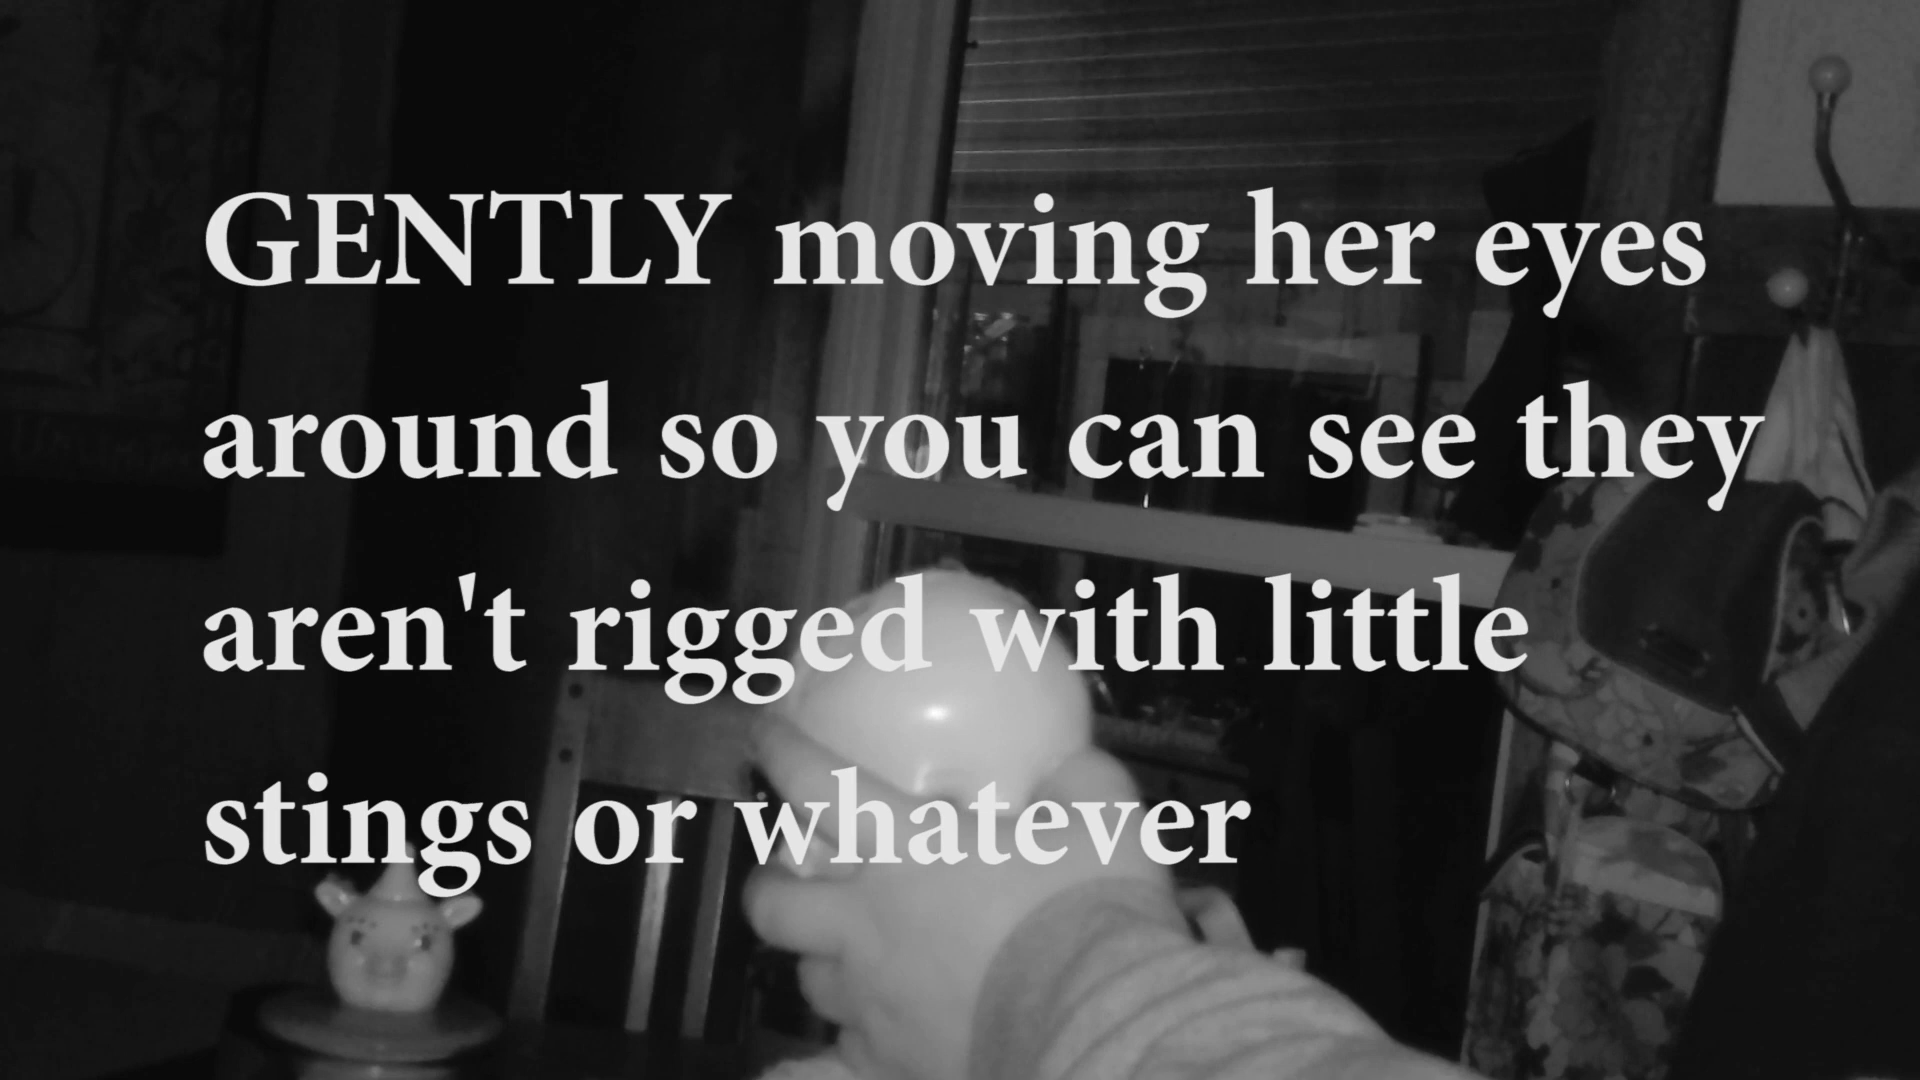 GENTLY moving her eyes
around so you can see they
aren't rigged with little
stings or whatever